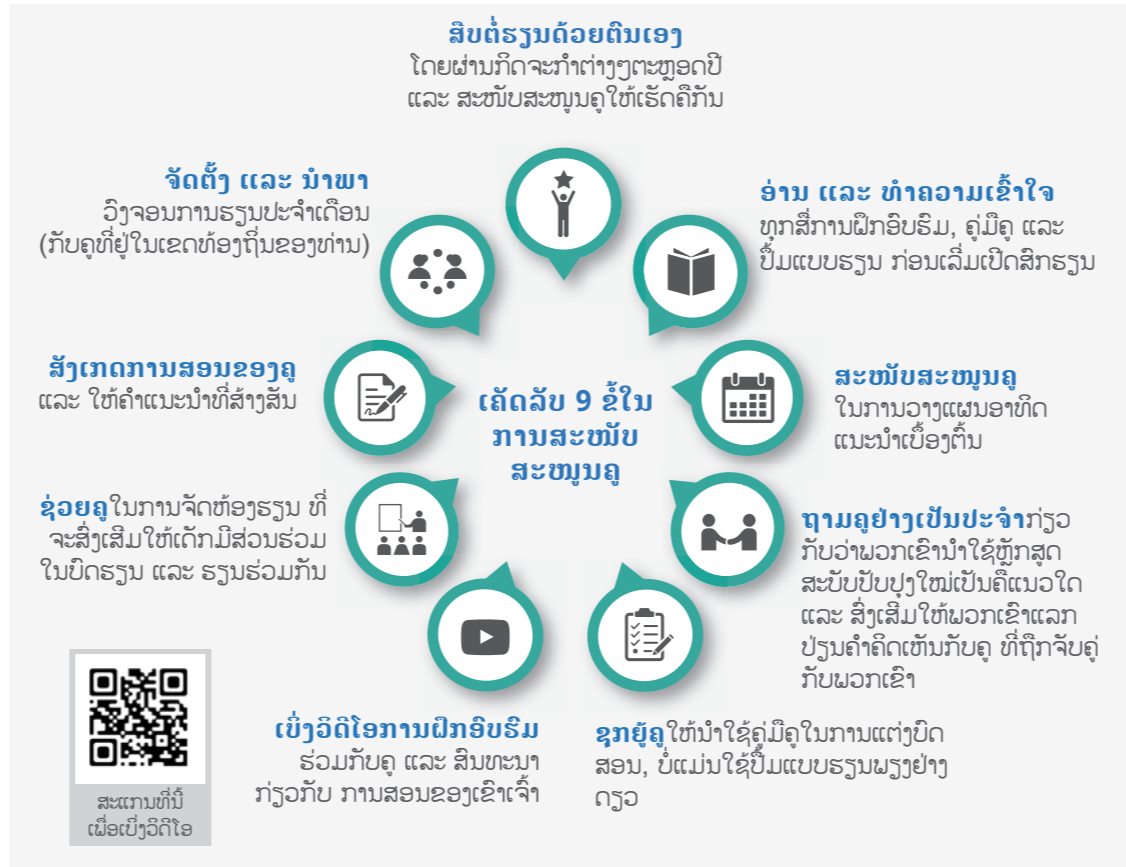 ສືບຕໍ່ຮຽນດ້ວຍຕົນເອງ
ໂດຍຜ່ານກິດຈະກຳຕ່າງໆຕະຫຼອດປີ
ແລະ ສະໜັບສະໜູນຄູໃຫ້ເຮັດຄືກັນ
ອ່ານ ແລະ ທຳຄວາມເຂົ້າໃຈ
ທຸກສື່ການຝຶກອົບຮົມ, ຄູ່ມືຄູ ແລະ
ປຶ້ມແບບຮຽນ ກ່ອນເລີ່ມເປີດສົກຮຽນ
ສະໜັບສະໜູນຄູ
ໃນການວາງແຜນອາທິດ
ແນະນຳເບຶ້ອງຕົ້ນ
ຖາມຄູຢ່າງເປັນປະຈຳກ່ຽວ
ກັບວ່າພວກເຂົານຳໃຊ້ຫຼັກສູດ
ສະບັບປັບປຸງໃໝ່ເປັນຄືແນວໃດ
ແລະ ສົ່ງເສີມໃຫ້ພວກເຂົາແລກ
ປ່ຽນຄຳຄິດເຫັນກັບຄູ ທີ່ຖືກຈັບຄູ່
ກັບພວກເຂົາ
ຊຸກຍູ້ຄູໃຫ້ນຳໃຊ້ຄູ່ມືຄູໃນການແຕ່ງບົດ
ສອນ, ບໍ່ແມ່ນໃຊ້ປຶ້ມແບບຮຽນພຽງຢ່າງ
ດຽວ
ເບິ່ງວິດີໂອການຝຶກອົບຮົມ
ຮ່ວມກັບຄູ ແລະ ສົນທະນາ
ກ່ຽວກັບ ການສອນຂອງເຂົາເຈົ້າ
ຊ່ວຍຄູໃນການຈັດຫ້ອງຮຽນ ທີ່
ຈະສົ່ງເສີມໃຫ້ເດັກມີສ່ວນຮ່ວມ
ໃນບົດຮຽນ ແລະ ຮຽນຮ່ວມກັນ
ສັງເກດການສອນຂອງຄູ
ແລະ ໃຫ້ຄຳແນະນຳທີ່ສ້າງສັນ
ຈັດຕັ້ງ ແລະ ນຳພາ
ວົງຈອນການຮຽນປະຈຳເດືອນ
(ກັບຄູທີ່ຢູ່ໃນເຂດທ້ອງຖິ່ນຂອງທ່ານ)
ເຄັດລັບ 9 ຂໍ້ໃນ
ການສະໜັບ
ສະໜູນຄູ
ສະແກນທີ່ນີ້
ເພື່ອເບິ່ງວິດີໂອ